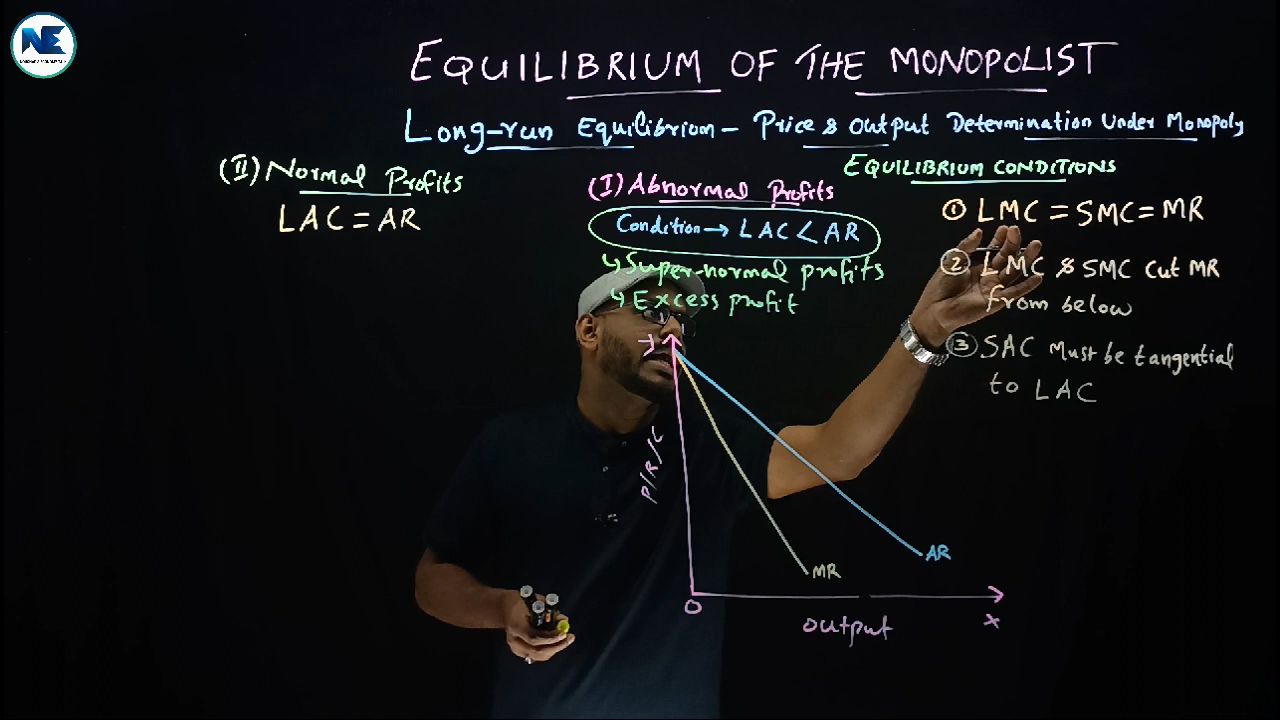 NE
EQUILIBRIUM OF THE MONOPOLIST
Long-run Equilibrium - Price & Output Determination Under Monopoly
(II) Normal Profits
LAC = AR
(I) Abnormal Profits
Condition → LAC < AR
↳ Super-normal profits
↳ Excess profit
EQUILIBRIUM CONDITIONS
① LMC = SMC = MR
② LMC & SMC Cut MR
from below
③ SAC Must be tangential
to LAC
Y
P/R/C
AR
MR
O
output
X